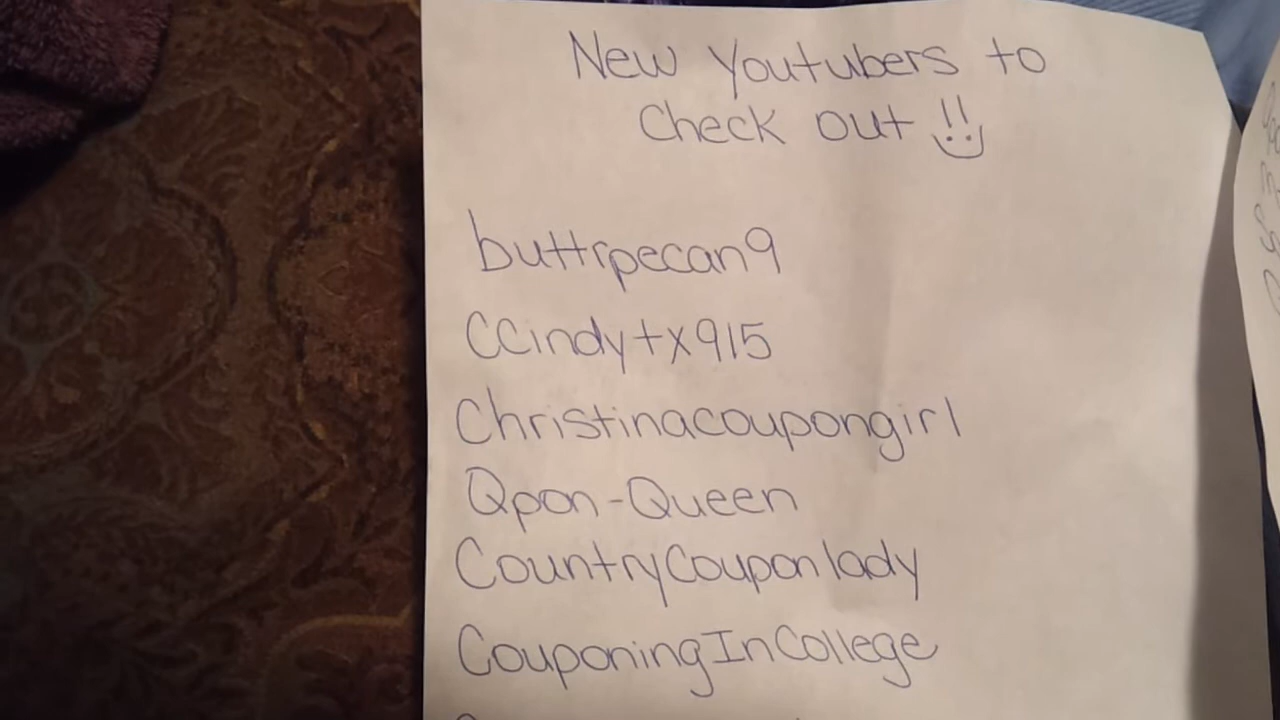 New Youtubers to
Check out !!
buttrpecan9
CCindytx915
Christinacoupongirl
Qpon-Queen
CountryCouponlady
CouponingInCollege